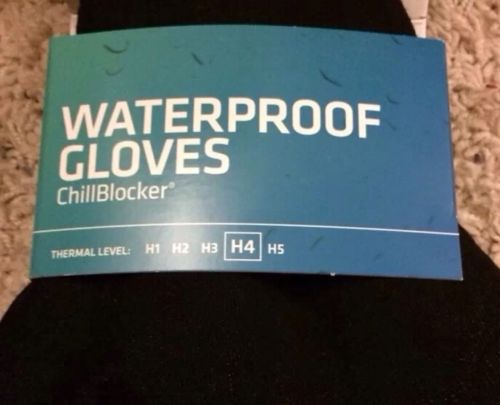 WATERPROOF
GLOVES
ChillBlocker®
THERMAL LEVEL: H1 H2 H3 H4 H5